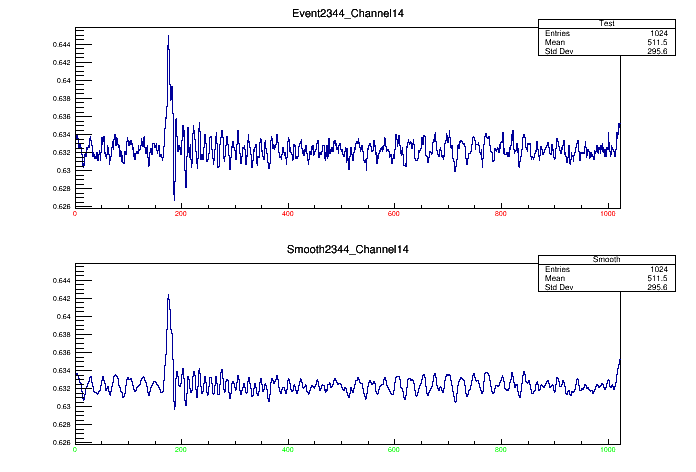 Event2344_Channel14
Test
Entries 1024
Mean 511.5
Std Dev 295.6
0.644
0.642
0.64
0.638
0.636
0.634
0.632
0.63
0.628
0.626
0 200 400 600 800 1000
Smooth2344_Channel14
Smooth
Entries 1024
Mean 511.5
Std Dev 295.6
0.644
0.642
0.64
0.638
0.636
0.634
0.632
0.63
0.628
0.626
0 200 400 600 800 1000